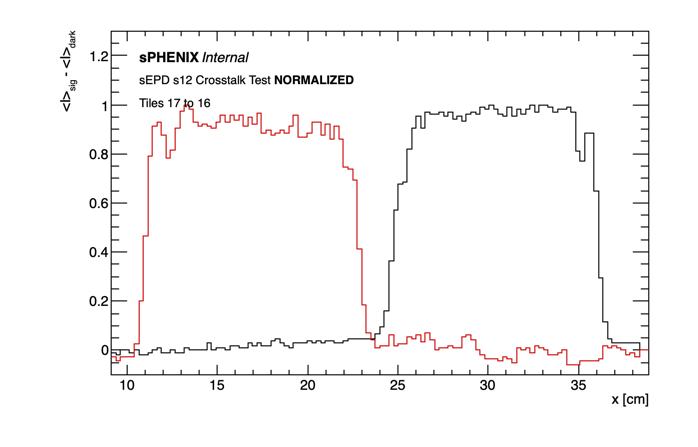 <I>sig - <I>dark
1.2
1
0.8
0.6
0.4
0.2
0
sPHENIX Internal
sEPD s12 Crosstalk Test NORMALIZED
Tiles 17 to 16
10 15 20 25 30 35
x [cm]